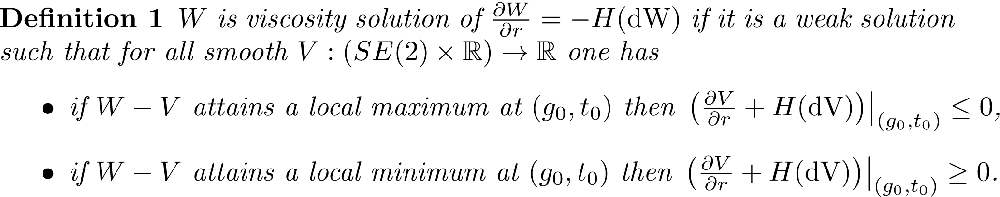 Definition 1 W is viscosity solution of $\frac{\partial W}{\partial r} = -H(\mathrm{dW})$ if it is a weak solution
such that for all smooth $V : (SE(2) \times \mathbb{R}) \to \mathbb{R}$ one has
• if $W - V$ attains a local maximum at $(g_0, t_0)$ then $\left(\frac{\partial V}{\partial r} + H(\mathrm{dV})\right)\big|_{(g_0,t_0)} \leq 0$,
• if $W - V$ attains a local minimum at $(g_0, t_0)$ then $\left(\frac{\partial V}{\partial r} + H(\mathrm{dV})\right)\big|_{(g_0,t_0)} \geq 0$.